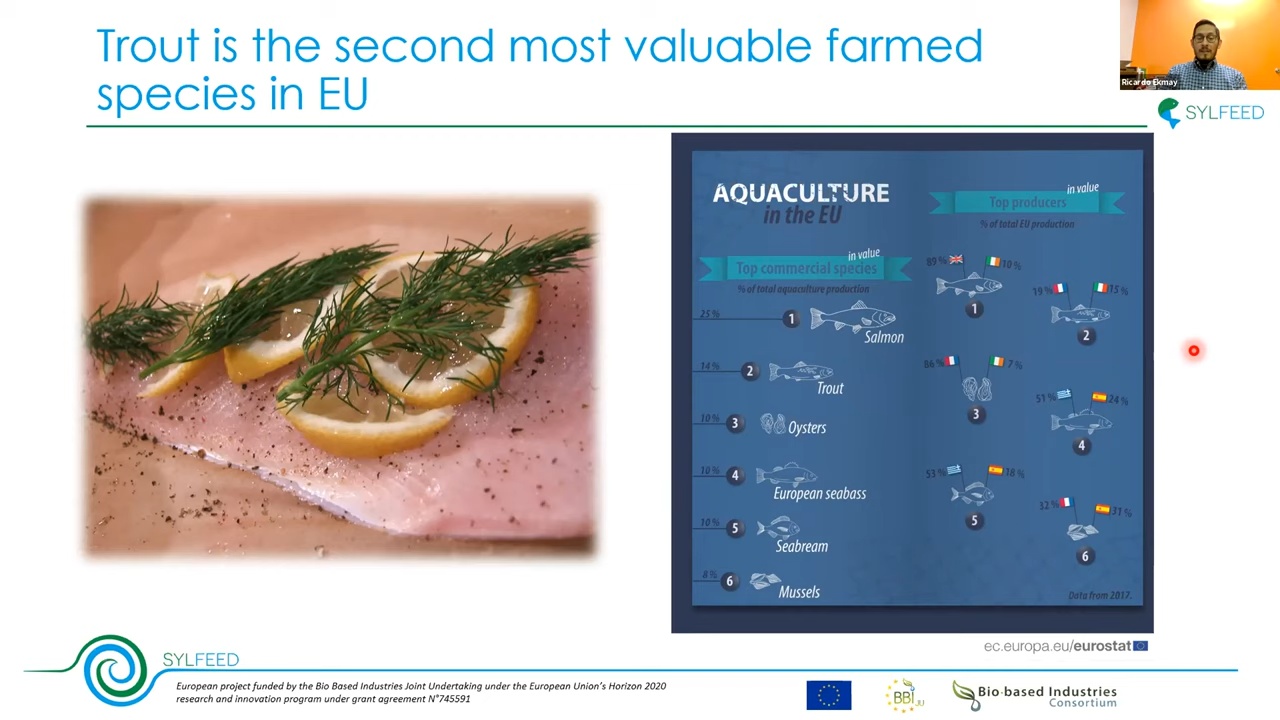 Trout is the second most valuable farmed
species in EU
Ricardo Ekmay
SYLFEED
AQUACULTURE
in the EU
in value
Top commercial species
% of total aquaculture production
25 %
1
Salmon
14 %
2
Trout
10 %
3
Oysters
10 %
4
European seabass
10 %
5
Seabream
8 %
6
Mussels
in value
Top producers
% of total EU production
89 %
10 %
1
19 %
15 %
2
86 %
7 %
3
51 %
24 %
4
53 %
18 %
5
32 %
31 %
6
Data from 2017.
ec.europa.eu/eurostat
SYLFEED
European project funded by the Bio Based Industries Joint Undertaking under the European Union's Horizon 2020
research and innovation program under grant agreement N°745591
BBI
JU
Bio-based Industries
Consortium